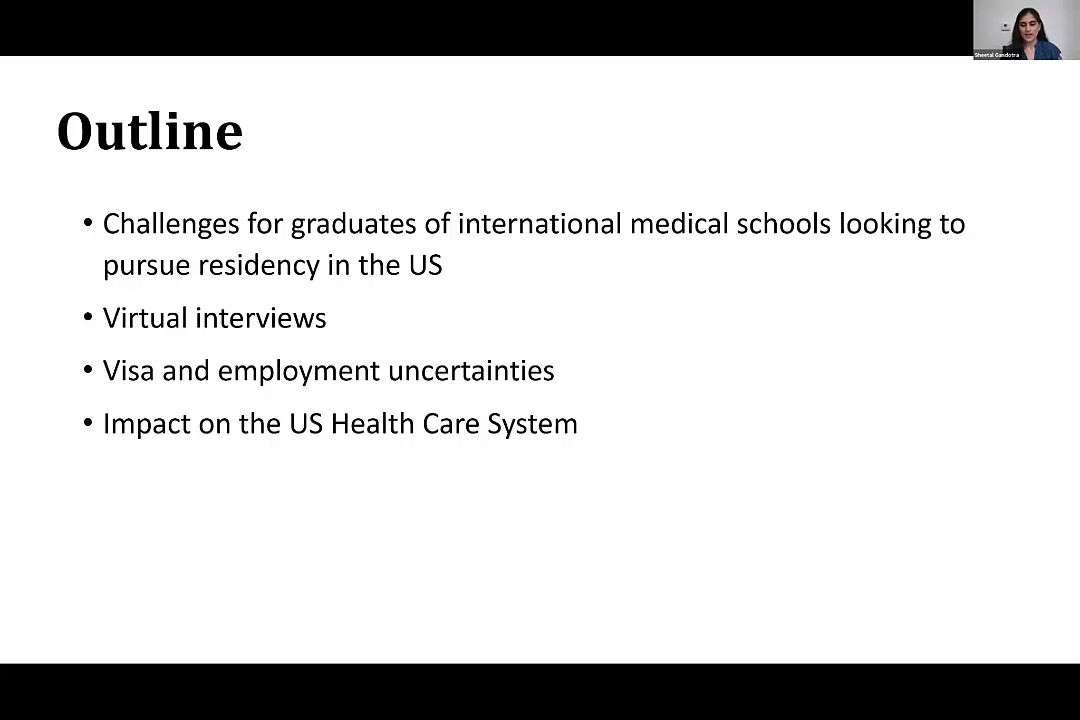 Sheetal Gandotra
Outline
• Challenges for graduates of international medical schools looking to
pursue residency in the US
• Virtual interviews
• Visa and employment uncertainties
• Impact on the US Health Care System